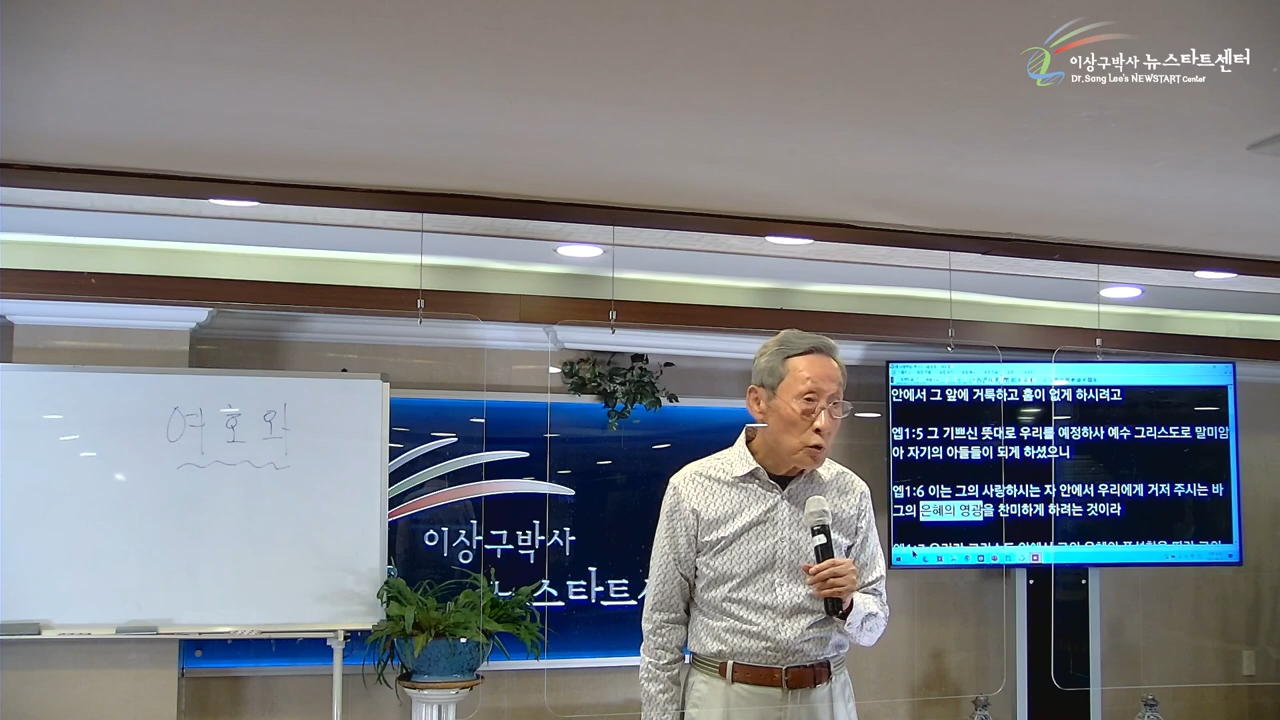 이상구박사 뉴스타트센터
Dr. Sang Lee's NEWSTART Center
여호와
안에서 그 앞에 거룩하고 흠이 없게 하시려고
엡1:5 그 기쁘신 뜻대로 우리를 예정하사 예수 그리스도로 말미암
아 자기의 아들들이 되게 하셨으니
엡1:6 이는 그의 사랑하시는 자 안에서 우리에게 거저 주시는 바
그의 은혜의 영광을 찬미하게 하려는 것이라
이상구박사
뉴스타트